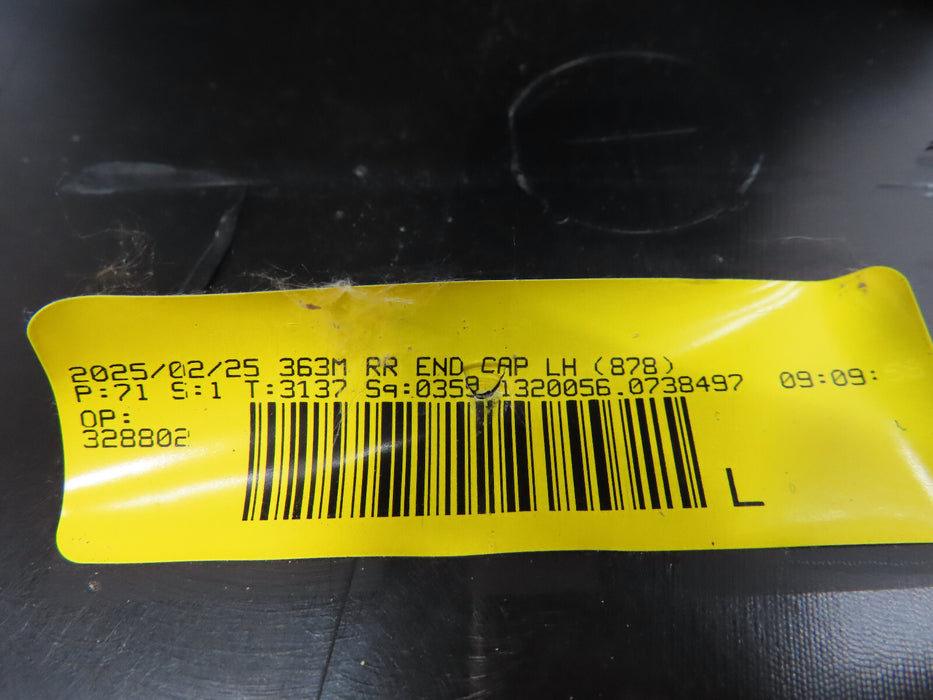 2025/02/25 363M RR END CAP LH (878)
P:71 S:1 T:3137 Sq:0358 1320056.0738497 09:09:
OP:
328802
L